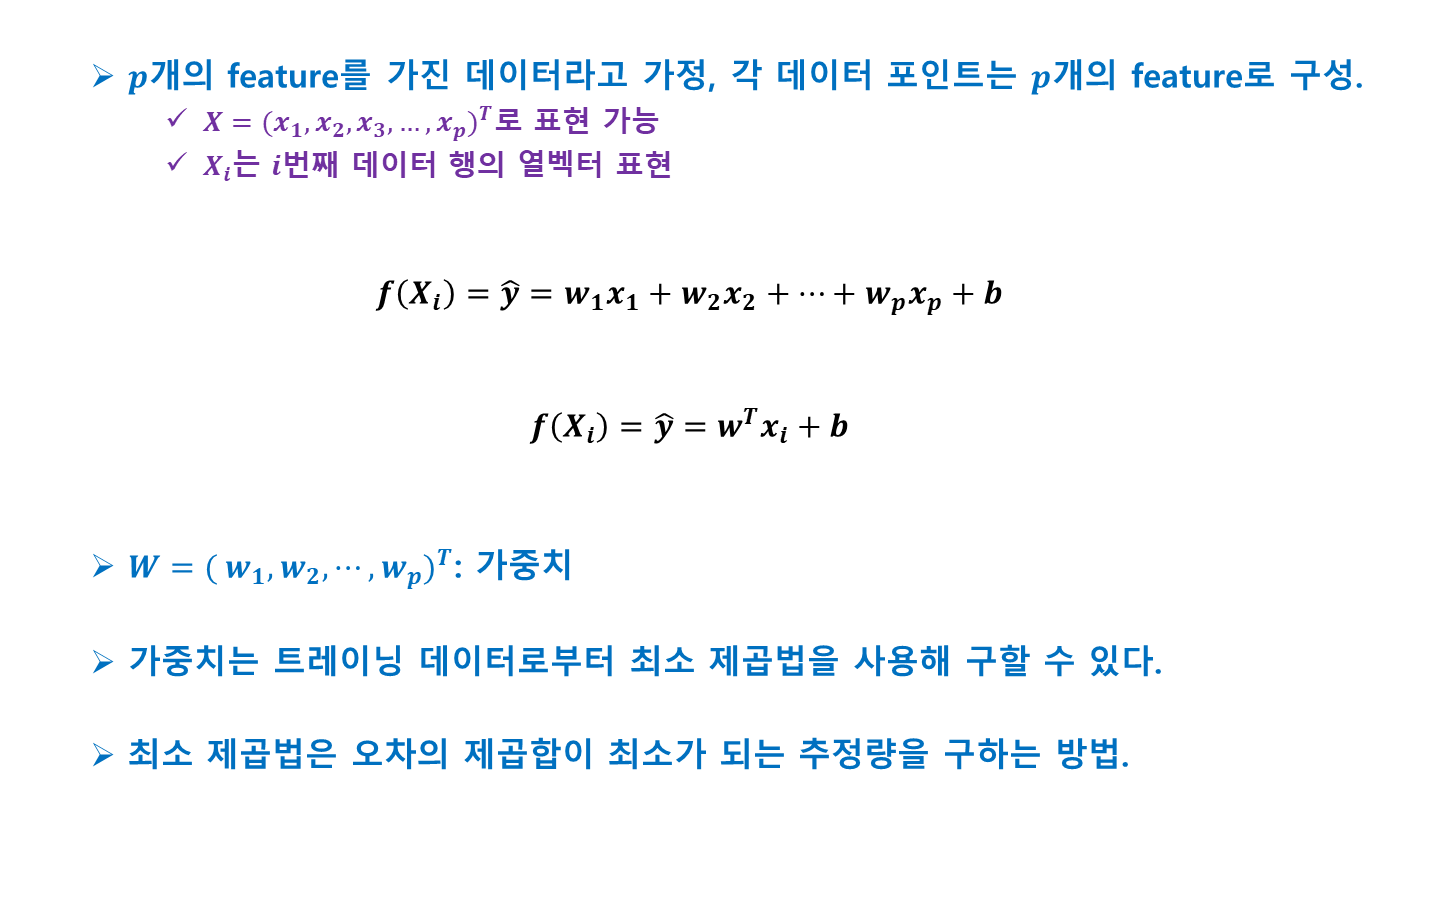 ➢ p개의 feature를 가진 데이터라고 가정, 각 데이터 포인트는 p개의 feature로 구성.
✓ X = (x₁, x₂, x₃, … , xₚ)ᵀ로 표현 가능
✓ Xᵢ는 i번째 데이터 행의 열벡터 표현
f(Xᵢ) = ŷ = w₁x₁ + w₂x₂ + ⋯ + wₚxₚ + b
f(Xᵢ) = ŷ = wᵀxᵢ + b
➢ W = ( w₁, w₂, ⋯ , wₚ)ᵀ: 가중치
➢ 가중치는 트레이닝 데이터로부터 최소 제곱법을 사용해 구할 수 있다.
➢ 최소 제곱법은 오차의 제곱합이 최소가 되는 추정량을 구하는 방법.